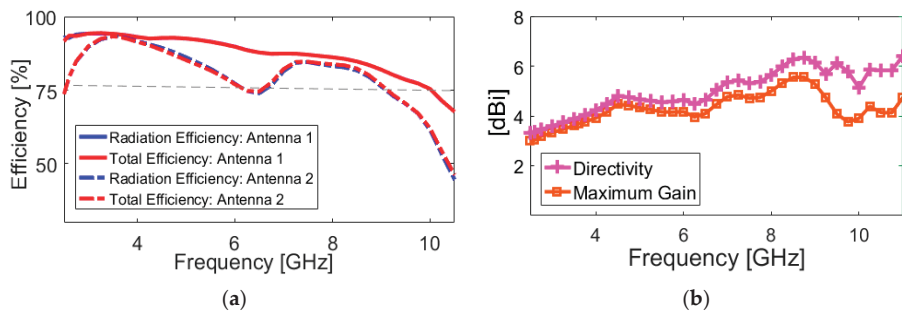 100
75
50
Efficiency [%]
Radiation Efficiency: Antenna 1
Total Efficiency: Antenna 1
Radiation Efficiency: Antenna 2
Total Efficiency: Antenna 2
4 6 8 10
Frequency [GHz]
(a)
8
6
4
2
[dBi]
Directivity
Maximum Gain
4 6 8 10
Frequency [GHz]
(b)